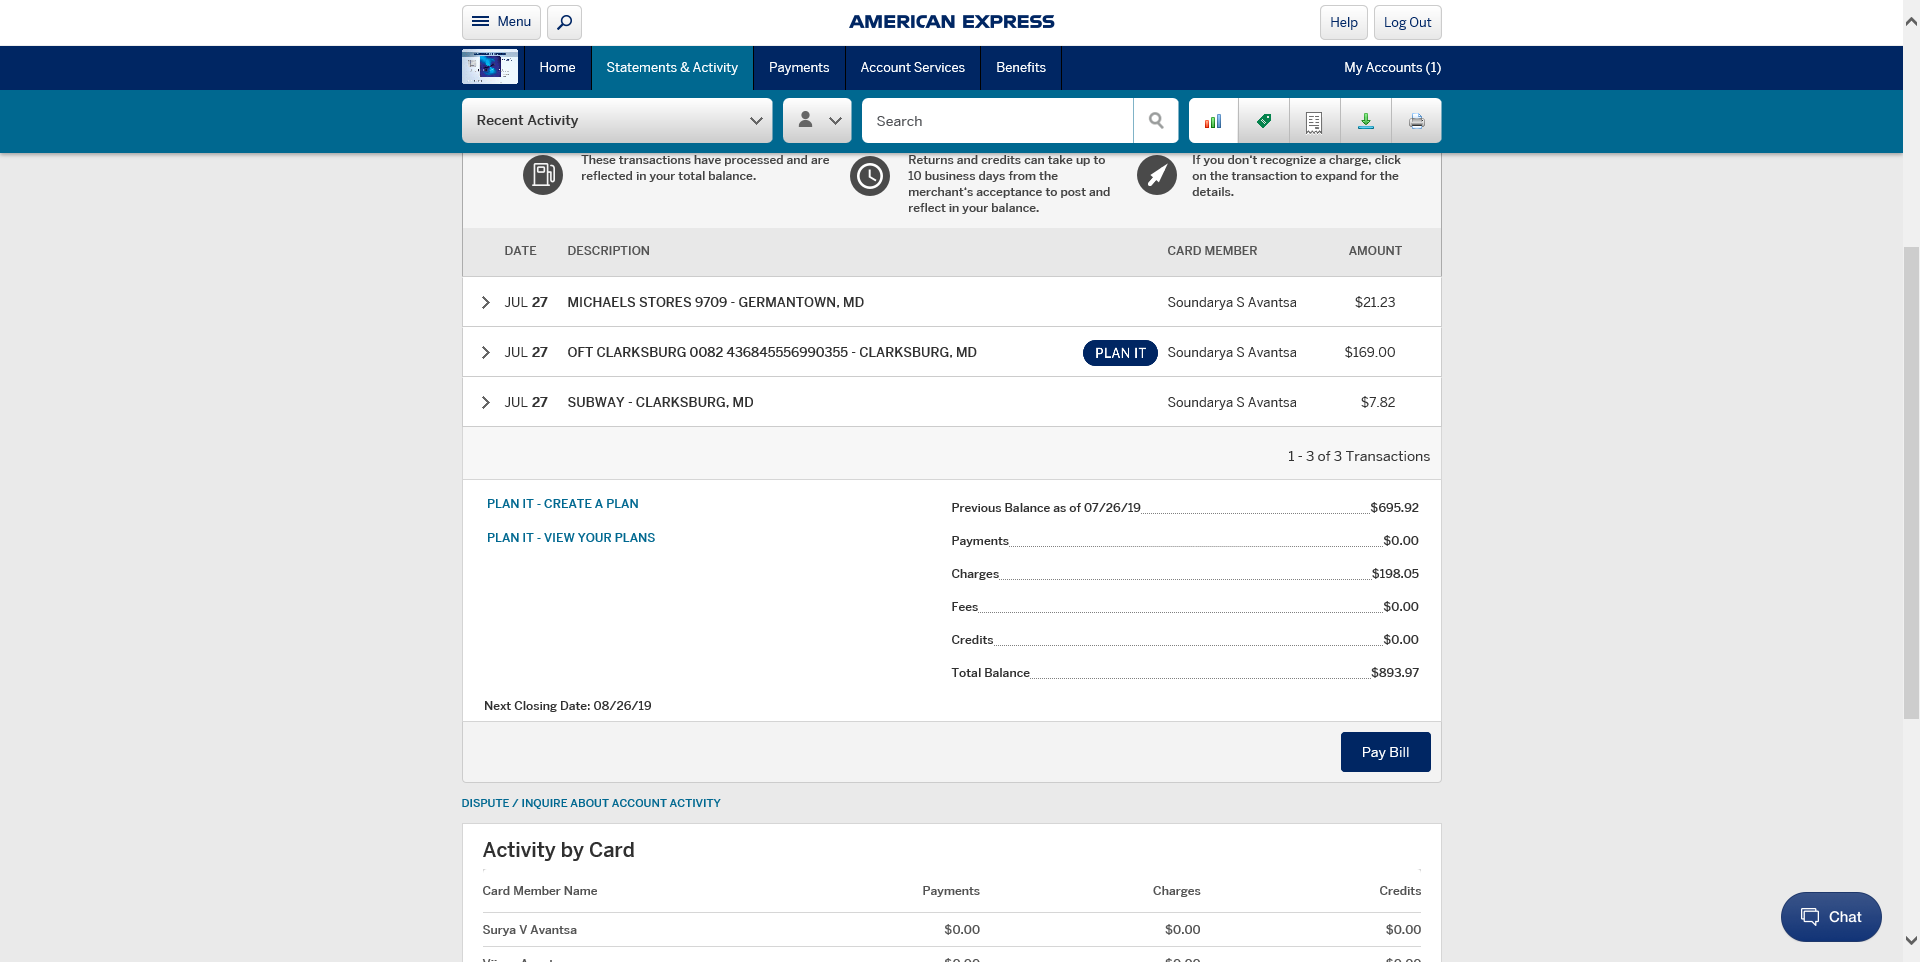 Menu
AMERICAN EXPRESS
Help
Log Out
Home
Statements & Activity
Payments
Account Services
Benefits
My Accounts (1)
Recent Activity
Search
These transactions have processed and are
reflected in your total balance.
Returns and credits can take up to
10 business days from the
merchant's acceptance to post and
reflect in your balance.
If you don't recognize a charge, click
on the transaction to expand for the
details.
DATE DESCRIPTION CARD MEMBER AMOUNT
JUL 27 MICHAELS STORES 9709 - GERMANTOWN, MD Soundarya S Avantsa $21.23
JUL 27 OFT CLARKSBURG 0082 436845556990355 - CLARKSBURG, MD PLAN IT Soundarya S Avantsa $169.00
JUL 27 SUBWAY - CLARKSBURG, MD Soundarya S Avantsa $7.82
1 - 3 of 3 Transactions
PLAN IT - CREATE A PLAN
PLAN IT - VIEW YOUR PLANS
Previous Balance as of 07/26/19 $695.92
Payments $0.00
Charges $198.05
Fees $0.00
Credits $0.00
Total Balance $893.97
Next Closing Date: 08/26/19
Pay Bill
DISPUTE / INQUIRE ABOUT ACCOUNT ACTIVITY
Activity by Card
Card Member Name Payments Charges Credits
Surya V Avantsa $0.00 $0.00 $0.00
Chat